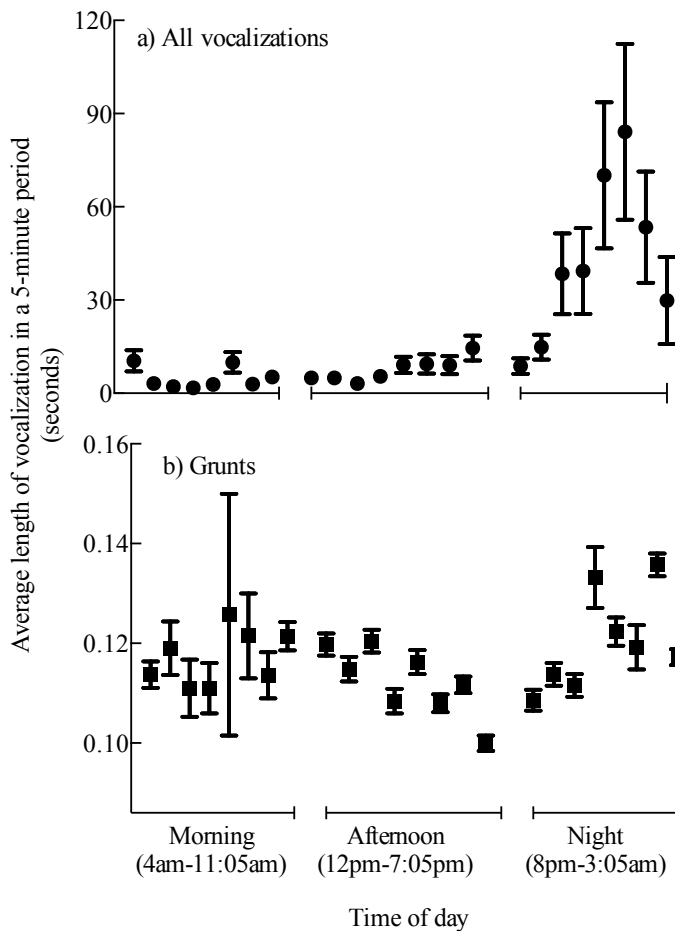 a) All vocalizations
120
90
60
30
0
Average length of vocalization in a 5-minute period
(seconds)
b) Grunts
0.16
0.14
0.12
0.10
Morning
(4am-11:05am)
Afternoon
(12pm-7:05pm)
Night
(8pm-3:05am)
Time of day